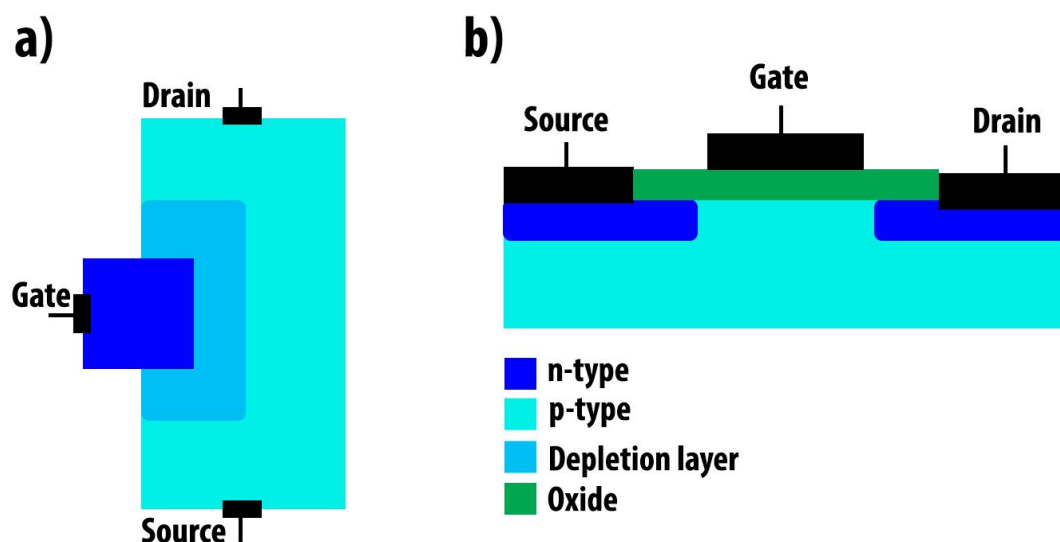 a)
Drain
Gate
Source
b)
Gate
Source
Drain
n-type
p-type
Depletion layer
Oxide